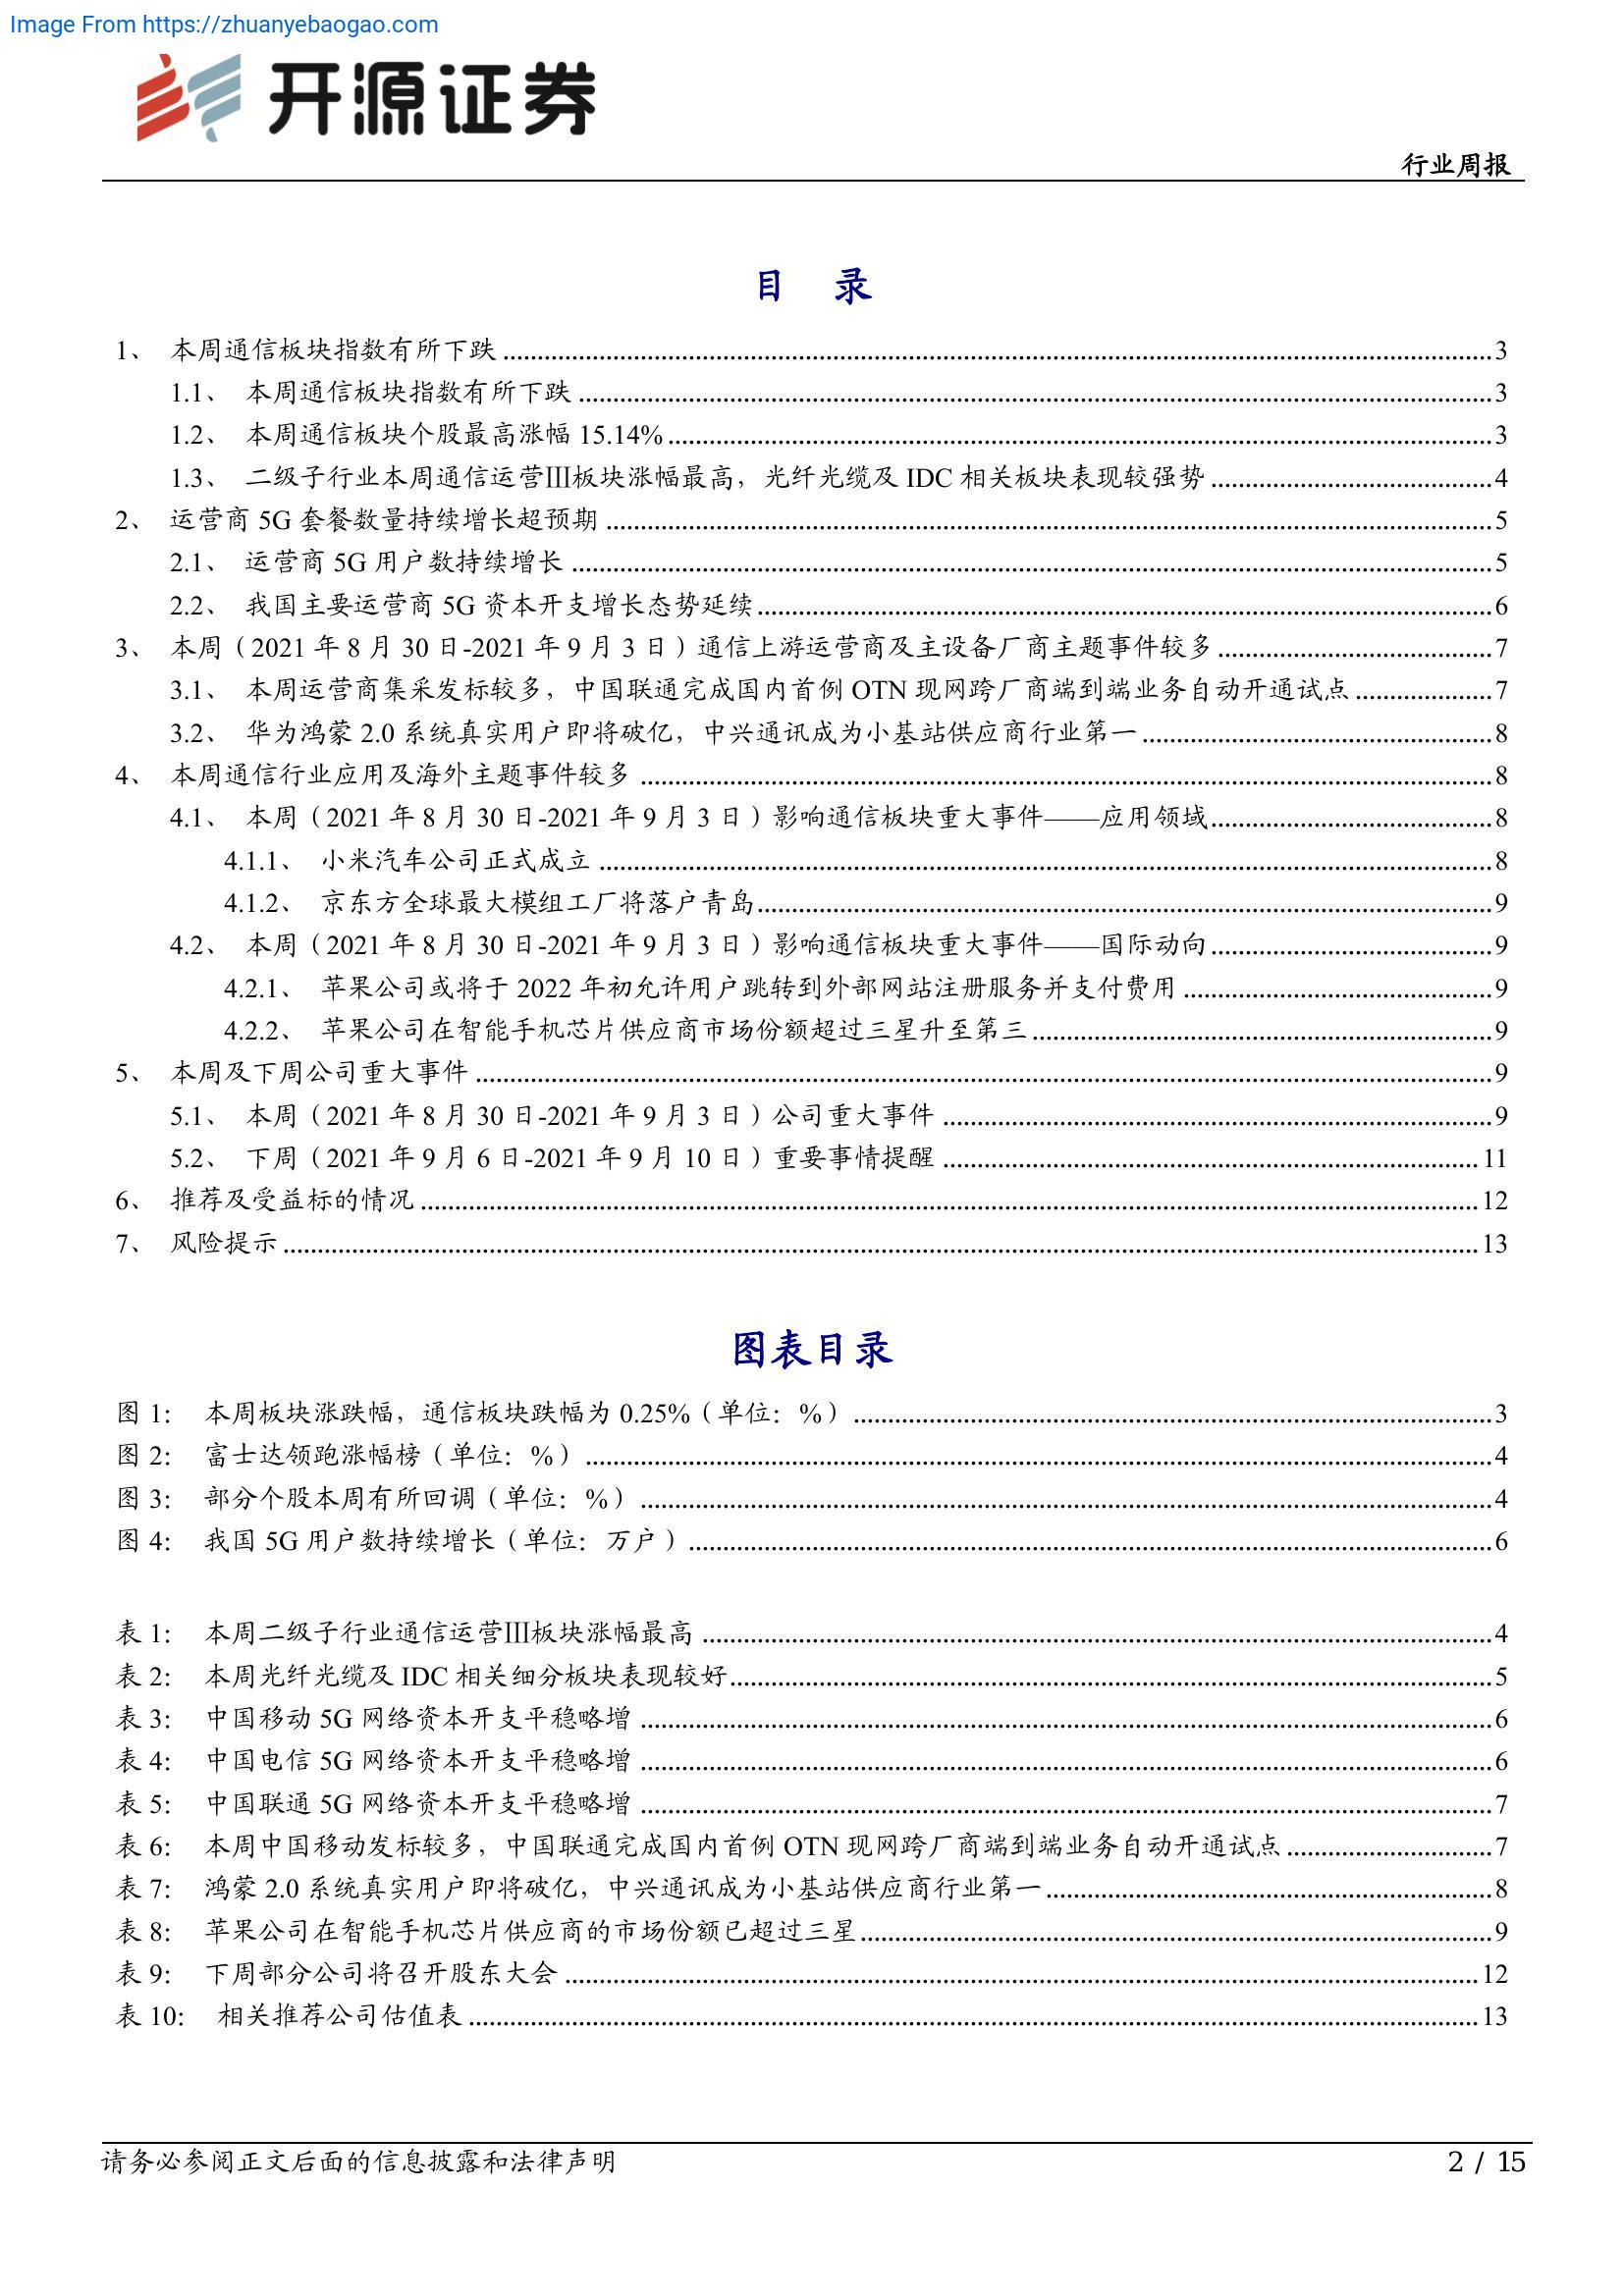 Image From https://zhuanyebaogao.com
开源证券
行业周报
目 录
1、 本周通信板块指数有所下跌 3
1.1、 本周通信板块指数有所下跌 3
1.2、 本周通信板块个股最高涨幅 15.14% 3
1.3、 二级子行业本周通信运营Ⅲ板块涨幅最高，光纤光缆及 IDC 相关板块表现较强势 4
2、 运营商 5G 套餐数量持续增长超预期 5
2.1、 运营商 5G 用户数持续增长 5
2.2、 我国主要运营商 5G 资本开支增长态势延续 6
3、 本周（2021 年 8 月 30 日-2021 年 9 月 3 日）通信上游运营商及主设备厂商主题事件较多 7
3.1、 本周运营商集采发标较多，中国联通完成国内首例 OTN 现网跨厂商端到端业务自动开通试点 7
3.2、 华为鸿蒙 2.0 系统真实用户即将破亿，中兴通讯成为小基站供应商行业第一 8
4、 本周通信行业应用及海外主题事件较多 8
4.1、 本周（2021 年 8 月 30 日-2021 年 9 月 3 日）影响通信板块重大事件——应用领域 8
4.1.1、 小米汽车公司正式成立 8
4.1.2、 京东方全球最大模组工厂将落户青岛 9
4.2、 本周（2021 年 8 月 30 日-2021 年 9 月 3 日）影响通信板块重大事件——国际动向 9
4.2.1、 苹果公司或将于 2022 年初允许用户跳转到外部网站注册服务并支付费用 9
4.2.2、 苹果公司在智能手机芯片供应商市场份额超过三星升至第三 9
5、 本周及下周公司重大事件 9
5.1、 本周（2021 年 8 月 30 日-2021 年 9 月 3 日）公司重大事件 9
5.2、 下周（2021 年 9 月 6 日-2021 年 9 月 10 日）重要事情提醒 11
6、 推荐及受益标的情况 12
7、 风险提示 13
图表目录
图 1： 本周板块涨跌幅，通信板块跌幅为 0.25%（单位：%） 3
图 2： 富士达领跑涨幅榜（单位：%） 4
图 3： 部分个股本周有所回调（单位：%） 4
图 4： 我国 5G 用户数持续增长（单位：万户） 6
表 1： 本周二级子行业通信运营Ⅲ板块涨幅最高 4
表 2： 本周光纤光缆及 IDC 相关细分板块表现较好 5
表 3： 中国移动 5G 网络资本开支平稳略增 6
表 4： 中国电信 5G 网络资本开支平稳略增 6
表 5： 中国联通 5G 网络资本开支平稳略增 7
表 6： 本周中国移动发标较多，中国联通完成国内首例 OTN 现网跨厂商端到端业务自动开通试点 7
表 7： 鸿蒙 2.0 系统真实用户即将破亿，中兴通讯成为小基站供应商行业第一 8
表 8： 苹果公司在智能手机芯片供应商的市场份额已超过三星 9
表 9： 下周部分公司将召开股东大会 12
表 10： 相关推荐公司估值表 13
请务必参阅正文后面的信息披露和法律声明
2 / 15